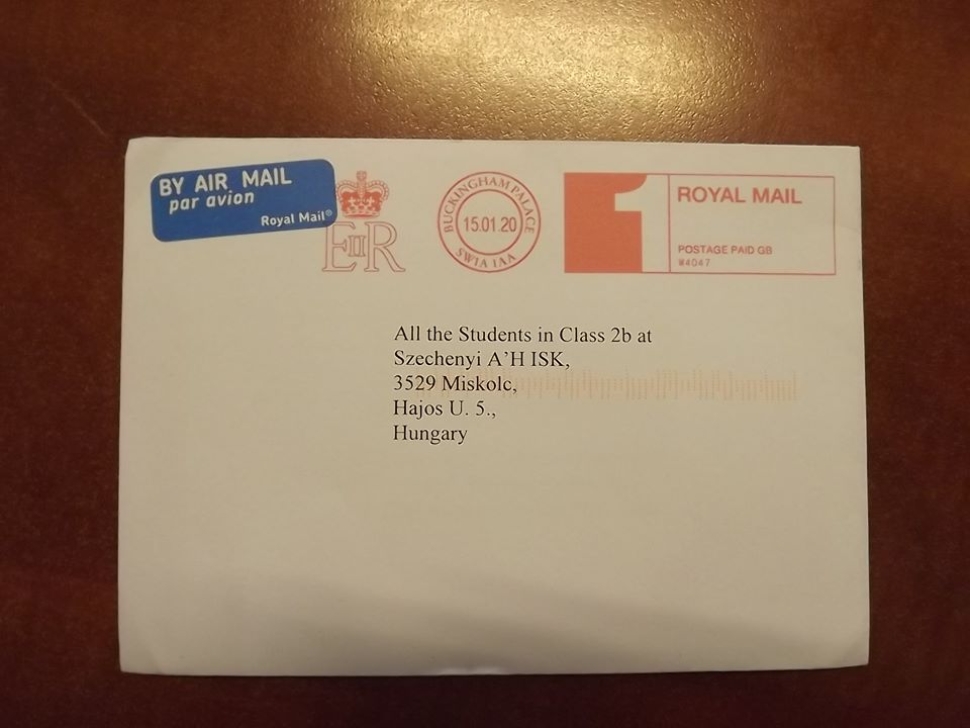 BY AIR MAIL
par avion
Royal Mail®
EIIR
BUCKINGHAM PALACE
15.01.20
SW1A 1AA
1
ROYAL MAIL
POSTAGE PAID GB
W4047
All the Students in Class 2b at
Szechenyi A’H ISK,
3529 Miskolc,
Hajos U. 5.,
Hungary